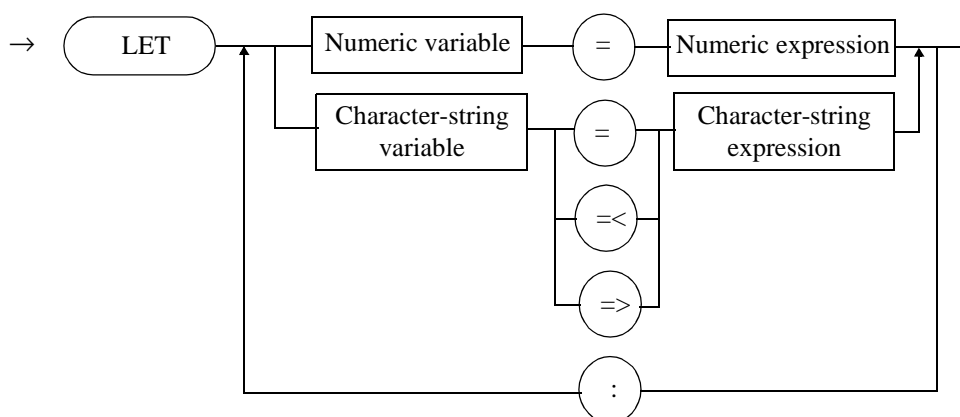 → LET Numeric variable = Numeric expression
Character-string variable = Character-string expression
=<
=>
: